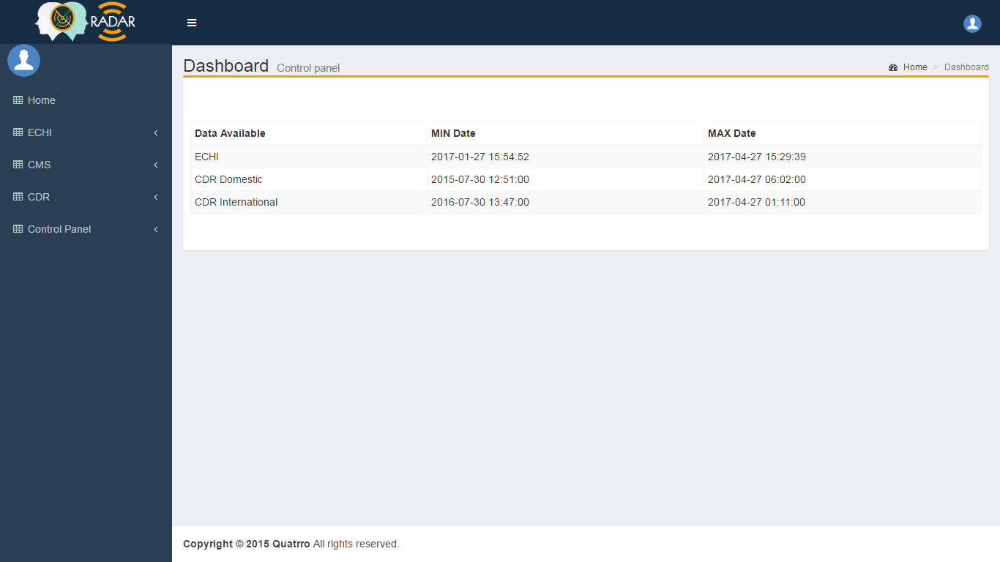 RADAR
Home
ECHI
CMS
CDR
Control Panel
Dashboard Control panel
Home > Dashboard
Data Available MIN Date MAX Date
ECHI 2017-01-27 15:54:52 2017-04-27 15:29:39
CDR Domestic 2015-07-30 12:51:00 2017-04-27 06:02:00
CDR International 2016-07-30 13:47:00 2017-04-27 01:11:00
Copyright © 2015 Quatrro All rights reserved.